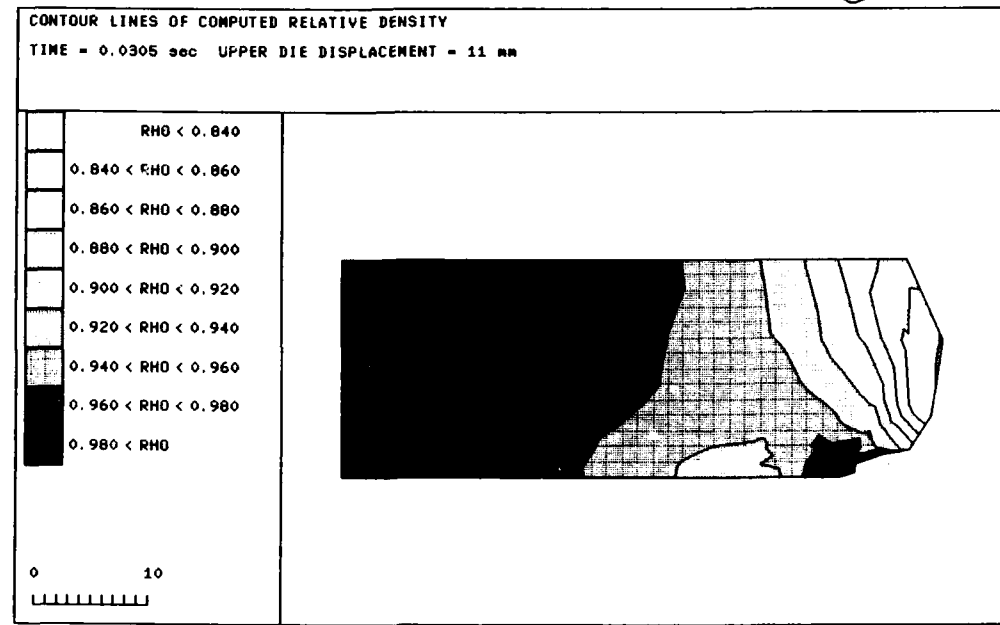 CONTOUR LINES OF COMPUTED RELATIVE DENSITY
TIME = 0.0305 sec UPPER DIE DISPLACEMENT = 11 mm
RHO < 0.840
0.840 < RHO < 0.860
0.860 < RHO < 0.880
0.880 < RHO < 0.900
0.900 < RHO < 0.920
0.920 < RHO < 0.940
0.940 < RHO < 0.960
0.960 < RHO < 0.980
0.980 < RHO
0 10